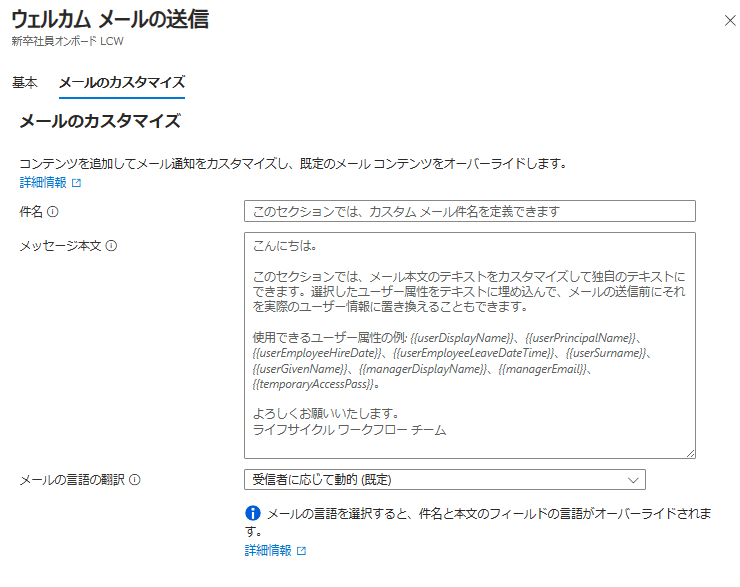 ウェルカム メールの送信
新卒社員オンボード LCW
基本 メールのカスタマイズ
メールのカスタマイズ
コンテンツを追加してメール通知をカスタマイズし、既定のメール コンテンツをオーバーライドします。
詳細情報
件名 このセクションでは、カスタム メール件名を定義できます
メッセージ本文 こんにちは。
このセクションでは、メール本文のテキストをカスタマイズして独自のテキストに
できます。選択したユーザー属性をテキストに埋め込んで、メールの送信前にそれ
を実際のユーザー情報に置き換えることもできます。
使用できるユーザー属性の例: {{userDisplayName}}、{{userPrincipalName}}、
{{userEmployeeHireDate}}、{{userEmployeeLeaveDateTime}}、{{userSurname}}、
{{userGivenName}}、{{managerDisplayName}}、{{managerEmail}}、
{{temporaryAccessPass}}。
よろしくお願いいたします。
ライフサイクル ワークフロー チーム
メールの言語の翻訳 受信者に応じて動的 (既定)
メールの言語を選択すると、件名と本文のフィールドの言語がオーバーライドされま
す。
詳細情報